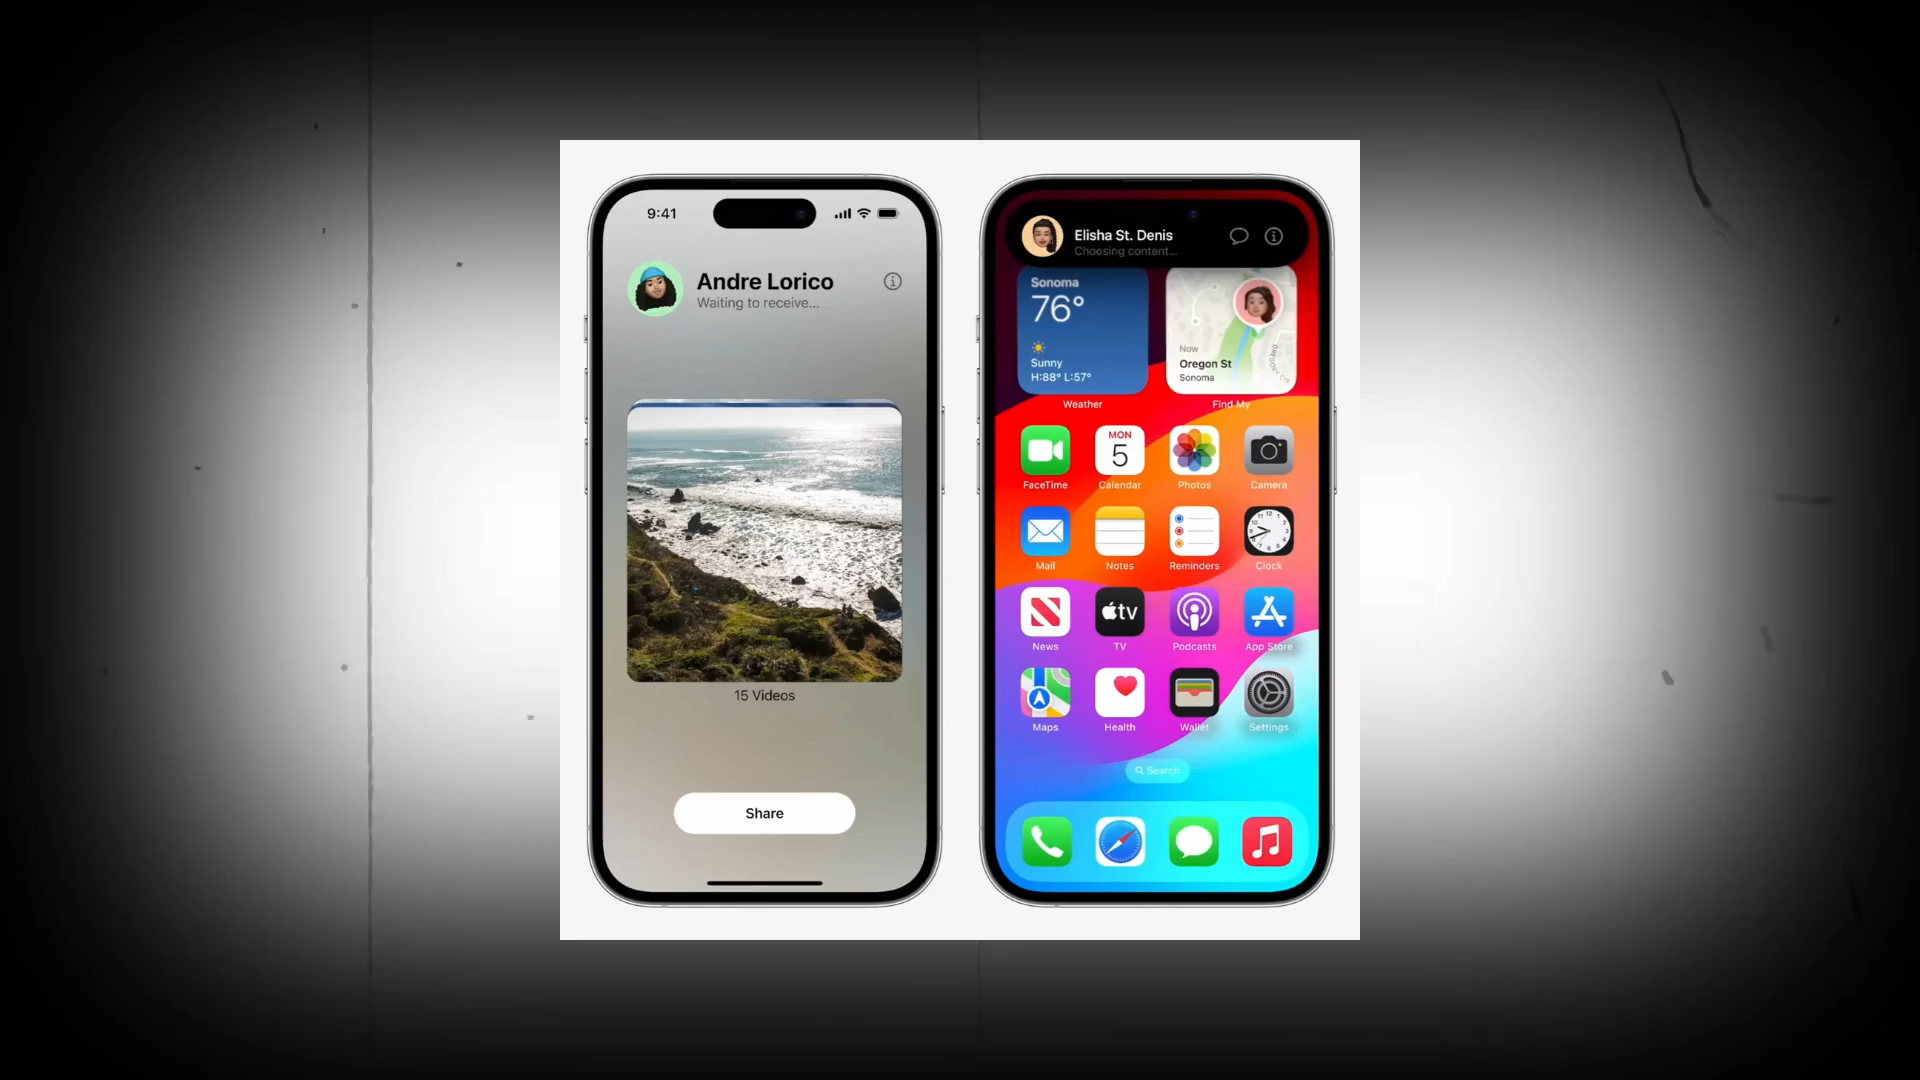 9:41
Andre Lorico
Waiting to receive...
15 Videos
Share
Elisha St. Denis
Choosing content...
Sonoma
76°
Sunny
H:88° L:57°
Weather
Now
Oregon St
Sonoma
Find My
MON
5
FaceTime
Calendar
Photos
Camera
Mail
Notes
Reminders
Clock
tv
News
TV
Podcasts
App Store
Maps
Health
Wallet
Settings
Search